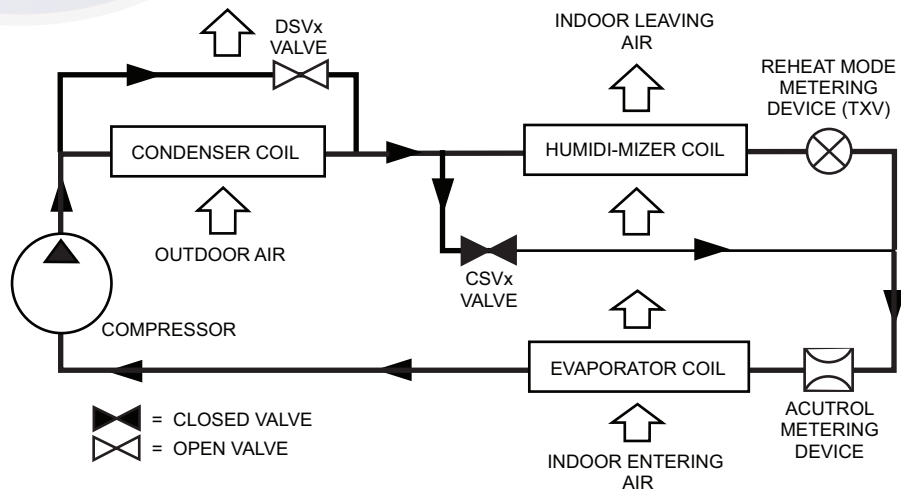 DSVx
VALVE
INDOOR LEAVING
AIR
REHEAT MODE
METERING
DEVICE (TXV)
CONDENSER COIL
HUMIDI-MIZER COIL
OUTDOOR AIR
CSVx
VALVE
COMPRESSOR
EVAPORATOR COIL
= CLOSED VALVE
= OPEN VALVE
INDOOR ENTERING
AIR
ACUTROL
METERING
DEVICE